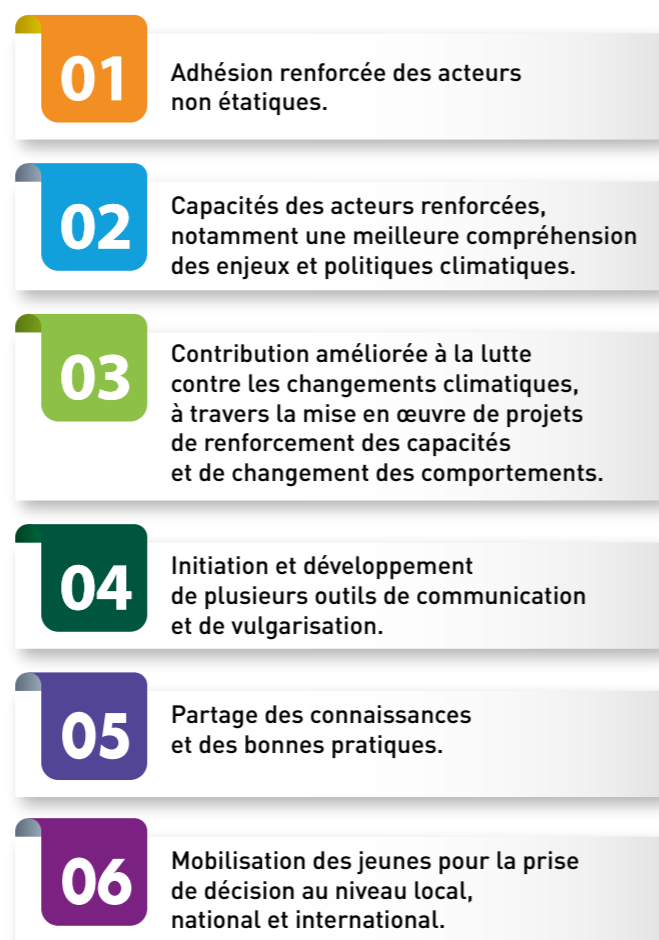 01
Adhésion renforcée des acteurs
non étatiques.
02
Capacités des acteurs renforcées,
notamment une meilleure compréhension
des enjeux et politiques climatiques.
03
Contribution améliorée à la lutte
contre les changements climatiques,
à travers la mise en œuvre de projets
de renforcement des capacités
et de changement des comportements.
04
Initiation et développement
de plusieurs outils de communication
et de vulgarisation.
05
Partage des connaissances
et des bonnes pratiques.
06
Mobilisation des jeunes pour la prise
de décision au niveau local,
national et international.